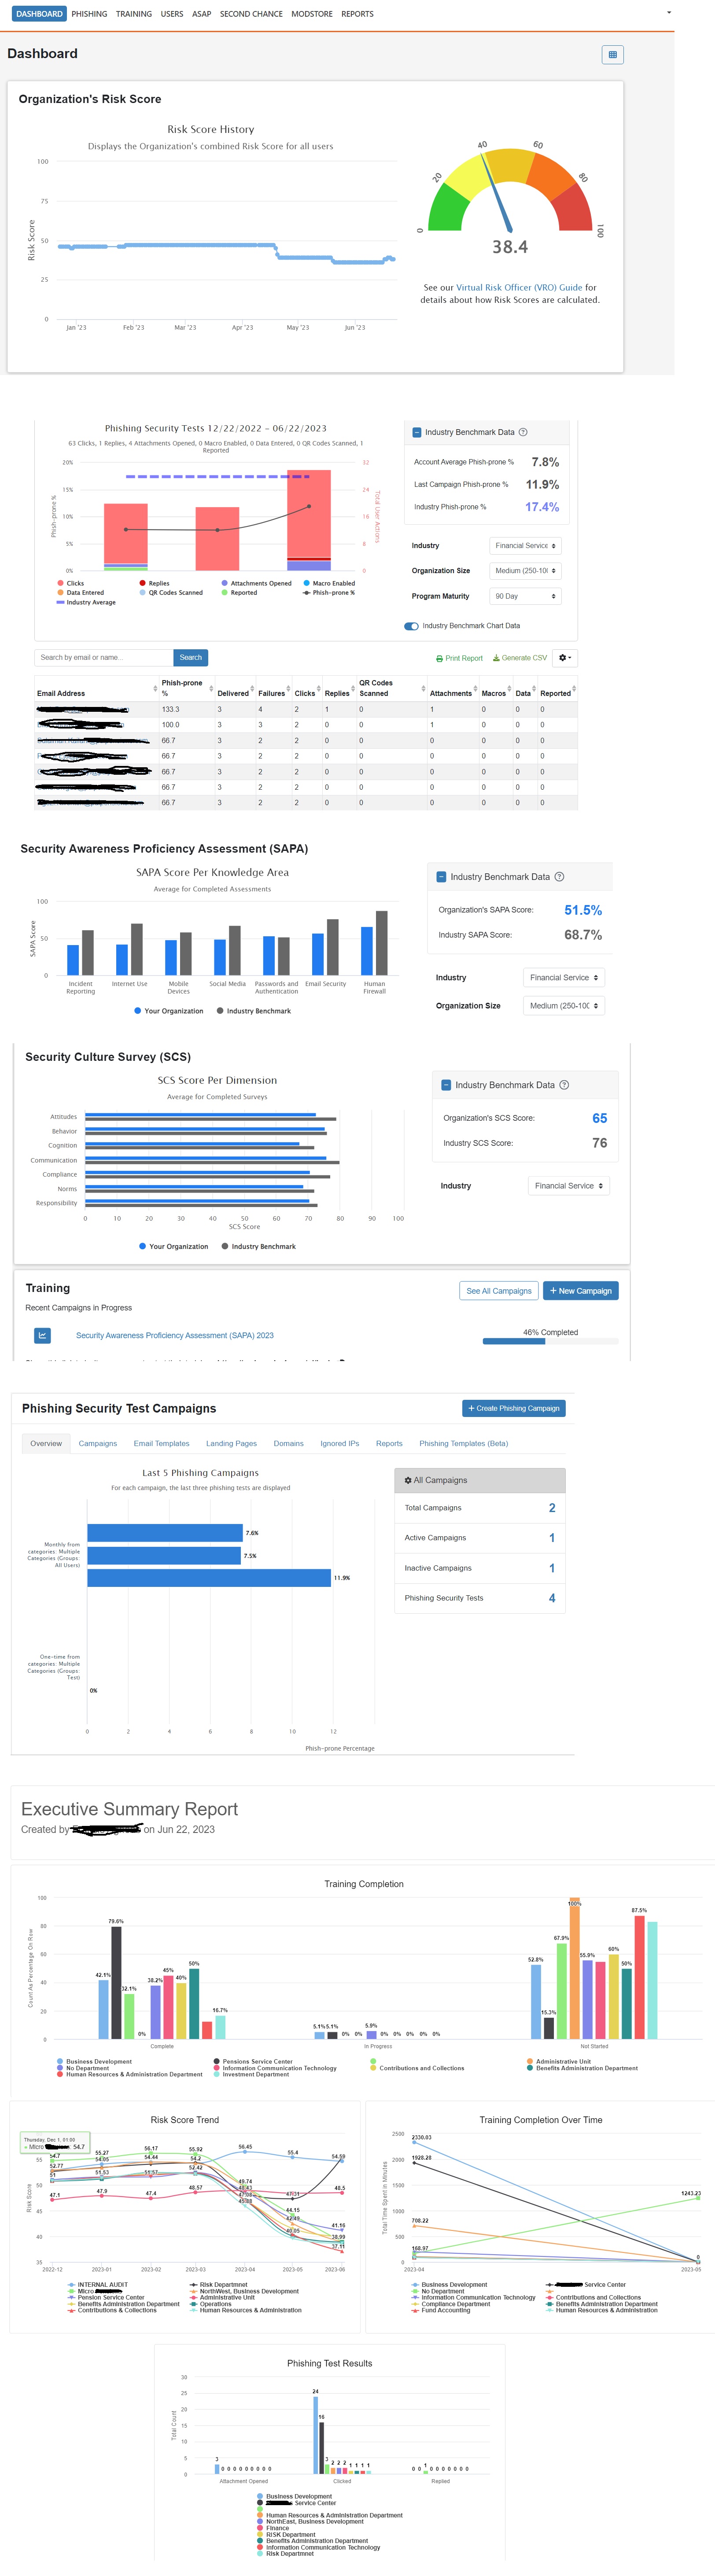 DASHBOARD PHISHING TRAINING USERS ASAP SECOND CHANCE MODSTORE REPORTS
Dashboard
Organization's Risk Score
Risk Score History
Displays the Organization's combined Risk Score for all users
100
75
50
25
0
Risk Score
Jan '23 Feb '23 Mar '23 Apr '23 May '23 Jun '23
0 20 40 60 80 100
38.4
See our Virtual Risk Officer (VRO) Guide for
details about how Risk Scores are calculated.
Phishing Security Tests 12/22/2022 – 06/22/2023
63 Clicks, 1 Replies, 4 Attachments Opened, 0 Macro Enabled, 0 Data Entered, 0 QR Codes Scanned, 1
Reported
20% 32
15% 24
10% 16
5% 8
0% 0
Phish-prone %
Total User Actions
Clicks Replies Attachments Opened Macro Enabled
Data Entered QR Codes Scanned Reported Phish-prone %
Industry Average
Industry Benchmark Data
Account Average Phish-prone % 7.8%
Last Campaign Phish-prone % 11.9%
Industry Phish-prone % 17.4%
Industry Financial Service
Organization Size Medium (250-10
Program Maturity 90 Day
Industry Benchmark Chart Data
Search by email or name... Search
Print Report Generate CSV
Email Address Phish-prone % Delivered Failures Clicks Replies QR Codes Scanned Attachments Macros Data Reported
133.3 3 4 2 1 0 1 0 0 0
100.0 3 3 2 0 0 1 0 0 0
66.7 3 2 2 0 0 0 0 0 0
66.7 3 2 2 0 0 0 0 0 0
66.7 3 2 2 0 0 0 0 0 0
66.7 3 2 2 0 0 0 0 0 0
66.7 3 2 2 0 0 0 0 0 0
Security Awareness Proficiency Assessment (SAPA)
SAPA Score Per Knowledge Area
Average for Completed Assessments
100
50
0
SAPA Score
Incident Reporting Internet Use Mobile Devices Social Media Passwords and Authentication Email Security Human Firewall
Your Organization Industry Benchmark
Industry Benchmark Data
Organization's SAPA Score: 51.5%
Industry SAPA Score: 68.7%
Industry Financial Service
Organization Size Medium (250-10
Security Culture Survey (SCS)
SCS Score Per Dimension
Average for Completed Surveys
Attitudes
Behavior
Cognition
Communication
Compliance
Norms
Responsibility
0 10 20 30 40 50 60 70 80 90 100
SCS Score
Your Organization Industry Benchmark
Industry Benchmark Data
Organization's SCS Score: 65
Industry SCS Score: 76
Industry Financial Service
Training
See All Campaigns + New Campaign
Recent Campaigns in Progress
Security Awareness Proficiency Assessment (SAPA) 2023
46% Completed
Phishing Security Test Campaigns
+ Create Phishing Campaign
Overview Campaigns Email Templates Landing Pages Domains Ignored IPs Reports Phishing Templates (Beta)
Last 5 Phishing Campaigns
For each campaign, the last three phishing tests are displayed
Monthly from
categories: Multiple
Categories (Groups:
All Users)
7.6%
7.5%
11.9%
One-time from
categories: Multiple
Categories (Groups:
Test)
0%
0 2 4 6 8 10 12
Phish-prone Percentage
All Campaigns
Total Campaigns 2
Active Campaigns 1
Inactive Campaigns 1
Phishing Security Tests 4
Executive Summary Report
Created by on Jun 22, 2023
Training Completion
100
80
60
40
20
0
Count As Percentage On Row
42.1% 79.6% 32.1% 0% 38.2% 45% 40% 50% 16.7%
5.1% 5.1% 0% 0% 5.9% 0% 0% 0% 0% 0%
52.8% 15.3% 67.9% 100% 55.9% 60% 50% 87.5%
Complete In Progress Not Started
Business Development Pensions Service Center Administrative Unit
No Department Information Communication Technology Contributions and Collections Benefits Administration Department
Human Resources & Administration Department Investment Department
Risk Score Trend
Thursday, Dec 1, 01:00
Micro 54.7
55
50
45
40
35
Risk Score
54.7 55.27 56.17 55.92 56.45 55.4 54.59
52.77 54.05 54.44 54.2
51 51.53 51.57 52.42
47.1 47.9 47.4 48.57 49.74 47.31 48.5
44.15 42.49 40.05
41.16 38.99 37.11
2022-12 2023-01 2023-02 2023-03 2023-04 2023-05 2023-06
INTERNAL AUDIT Risk Departmnet
Micro NorthWest, Business Development
Pension Service Center Administrative Unit
Benefits Administration Department Operations
Contributions & Collections Human Resources & Administration
Training Completion Over Time
2500
2000
1500
1000
500
0
Total Time Spent in Minutes
2330.03
1928.28
708.22
168.97
1243.23
0
2023-04 2023-05
Business Development Service Center
No Department Contributions and Collections
Information Communication Technology Benefits Administration Department
Compliance Department Human Resources & Administration
Fund Accounting
Phishing Test Results
30
25
20
15
10
5
0
Total Count
3 0 0 0 0 0 0 0 0 0
24 16 3 2 2 2 1 1 1 1
0 0 1 0 0 0 0 0 0 0
Attachment Opened Clicked Replied
Business Development
Service Center
Human Resources & Administration Department
NorthEast, Business Development
Finance
RISK Department
Benefits Administration Department
Information Communication Technology
Risk Departmnet